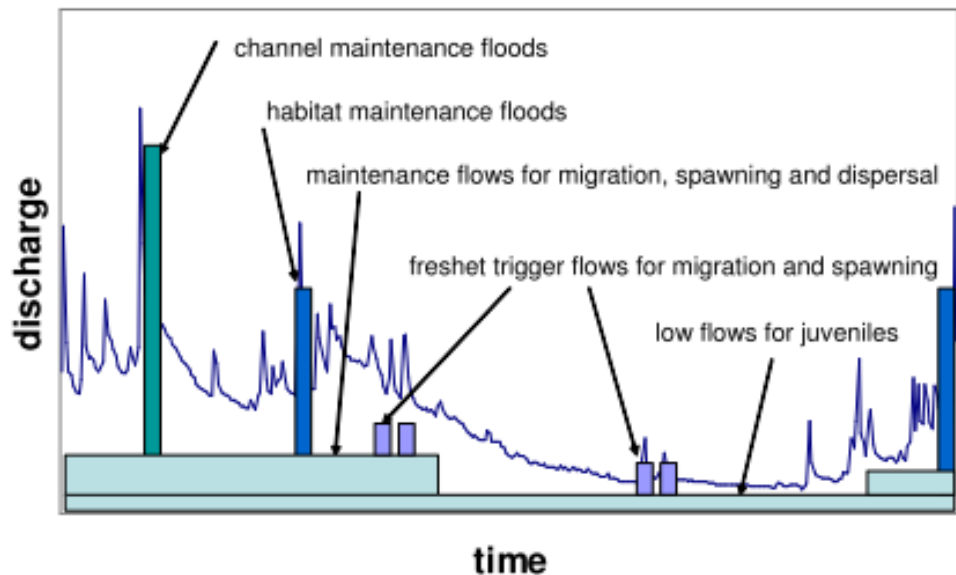 channel maintenance floods
habitat maintenance floods
maintenance flows for migration, spawning and dispersal
freshet trigger flows for migration and spawning
low flows for juveniles
discharge
time